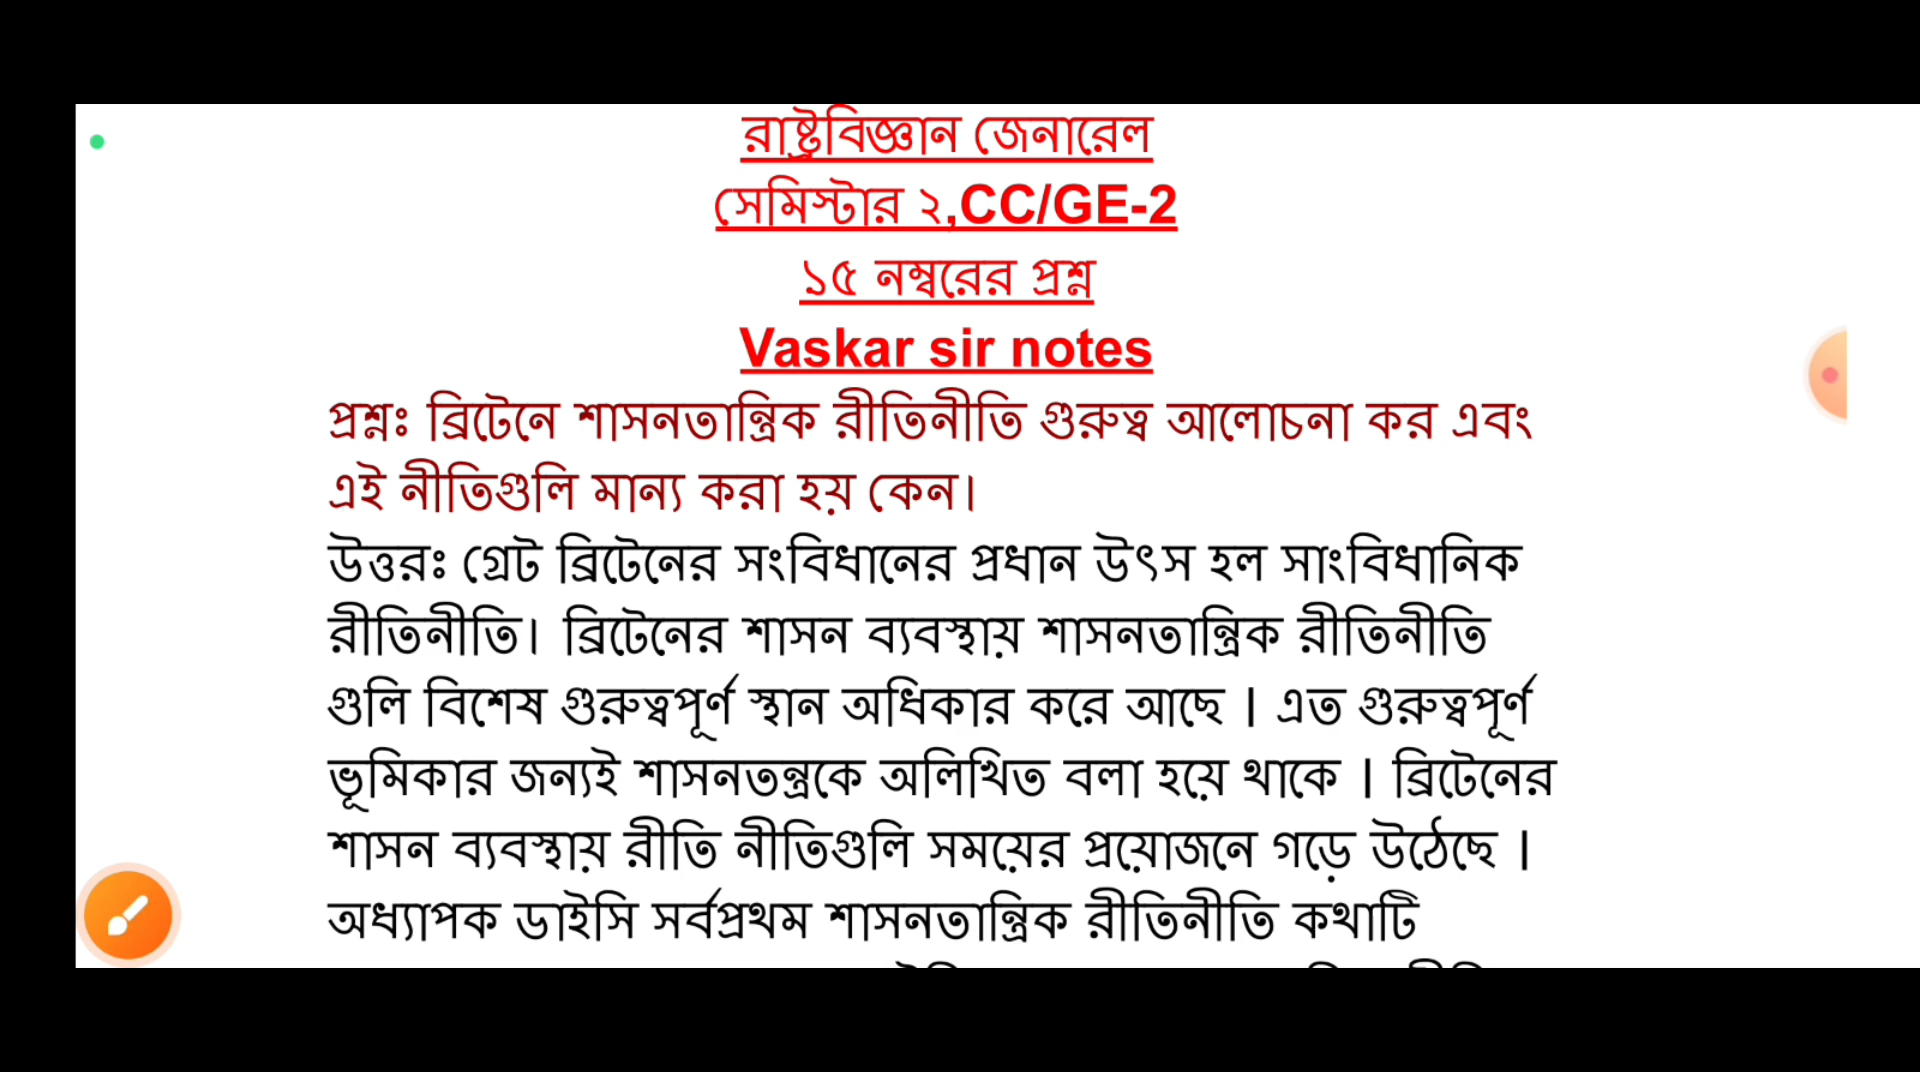 রাষ্ট্রবিজ্ঞান জেনারেল
সেমিস্টার ২,CC/GE-2
১৫ নম্বরের প্রশ্ন
Vaskar sir notes
প্রশ্নঃ ব্রিটেনে শাসনতান্ত্রিক রীতিনীতি গুরুত্ব আলোচনা কর এবং
এই নীতিগুলি মান্য করা হয় কেন।
উত্তরঃ গ্রেট ব্রিটেনের সংবিধানের প্রধান উৎস হল সাংবিধানিক
রীতিনীতি। ব্রিটেনের শাসন ব্যবস্থায় শাসনতান্ত্রিক রীতিনীতি
গুলি বিশেষ গুরুত্বপূর্ণ স্থান অধিকার করে আছে । এত গুরুত্বপূর্ণ
ভূমিকার জন্যই শাসনতন্ত্রকে অলিখিত বলা হয়ে থাকে । ব্রিটেনের
শাসন ব্যবস্থায় রীতি নীতিগুলি সময়ের প্রয়োজনে গড়ে উঠেছে ।
অধ্যাপক ডাইসি সর্বপ্রথম শাসনতান্ত্রিক রীতিনীতি কথাটি